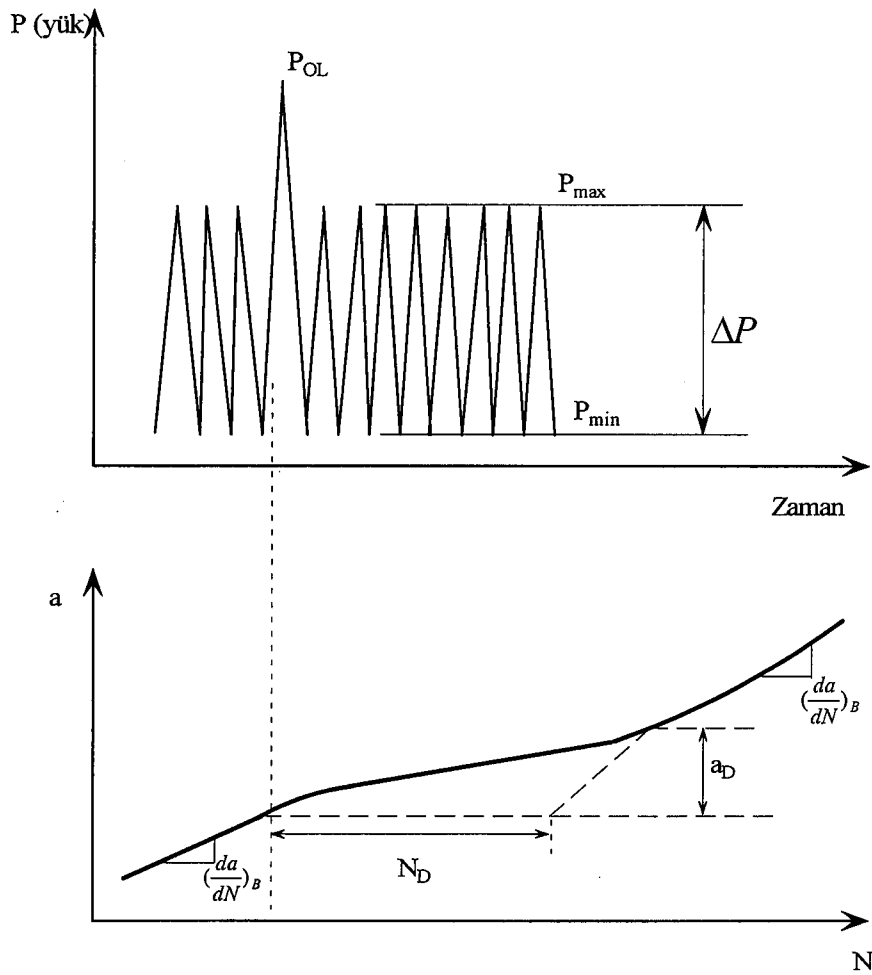 P (yük)
P_OL
P_max
ΔP
P_min
Zaman
a
(da/dN)_B
a_D
N_D
(da/dN)_B
N